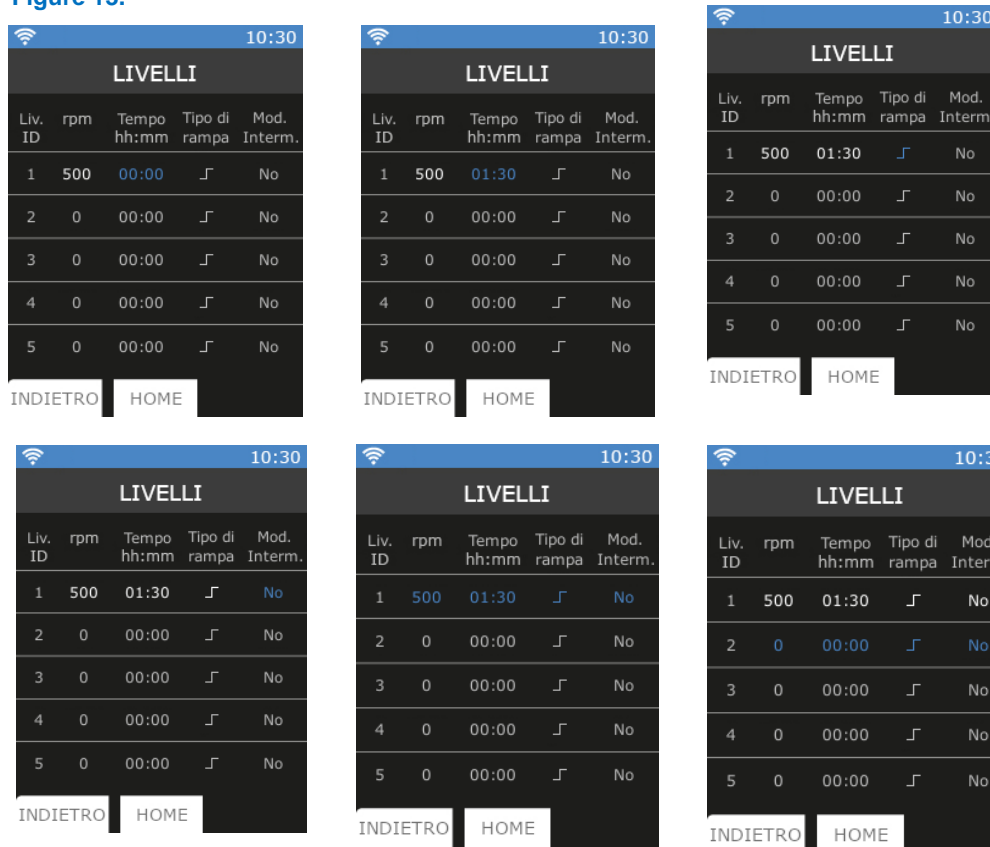 Figure
10:30
LIVELLI
Liv. ID rpm Tempo hh:mm Tipo di rampa Mod. Interm.
1 500 00:00 No
2 0 00:00 No
3 0 00:00 No
4 0 00:00 No
5 0 00:00 No
INDIETRO HOME
10:30
LIVELLI
Liv. ID rpm Tempo hh:mm Tipo di rampa Mod. Interm.
1 500 01:30 No
2 0 00:00 No
3 0 00:00 No
4 0 00:00 No
5 0 00:00 No
INDIETRO HOME
10:30
LIVELLI
Liv. ID rpm Tempo hh:mm Tipo di rampa Mod. Interm
1 500 01:30 No
2 0 00:00 No
3 0 00:00 No
4 0 00:00 No
5 0 00:00 No
INDIETRO HOME
10:30
LIVELLI
Liv. ID rpm Tempo hh:mm Tipo di rampa Mod. Interm.
1 500 01:30 No
2 0 00:00 No
3 0 00:00 No
4 0 00:00 No
5 0 00:00 No
INDIETRO HOME
10:30
LIVELLI
Liv. ID rpm Tempo hh:mm Tipo di rampa Mod. Interm.
1 500 01:30 No
2 0 00:00 No
3 0 00:00 No
4 0 00:00 No
5 0 00:00 No
INDIETRO HOME
10:3
LIVELLI
Liv. ID rpm Tempo hh:mm Tipo di rampa Mod Inter
1 500 01:30 No
2 0 00:00 No
3 0 00:00 No
4 0 00:00 No
5 0 00:00 No
INDIETRO HOME